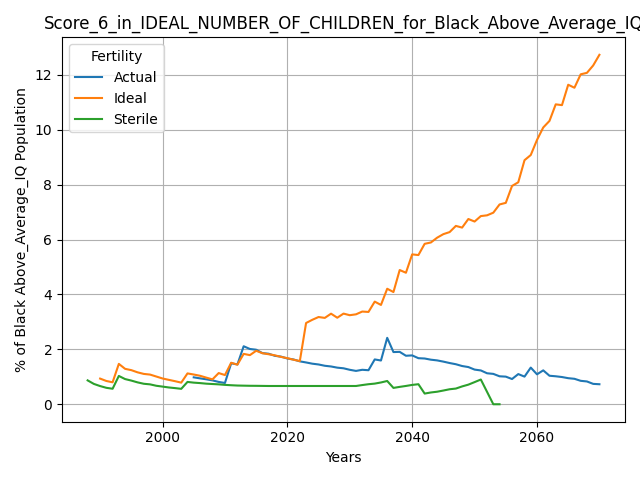 Score_6_in_IDEAL_NUMBER_OF_CHILDREN_for_Black_Above_Average_IQ
Fertility
Actual
Ideal
Sterile
% of Black Above_Average_IQ Population
12
10
8
6
4
2
0
2000 2020 2040 2060
Years